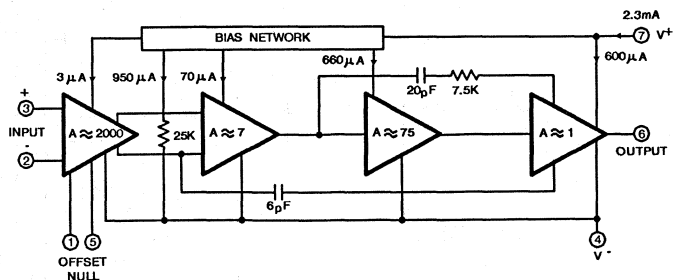 BIAS NETWORK
2.3mA
7 V+
3μA
950μA
70μA
660μA
600μA
20pF
7.5K
+
3
INPUT
-
2
A≈2000
25K
A≈7
A≈75
A≈1
6
OUTPUT
6pF
1
5
OFFSET
NULL
4
V-